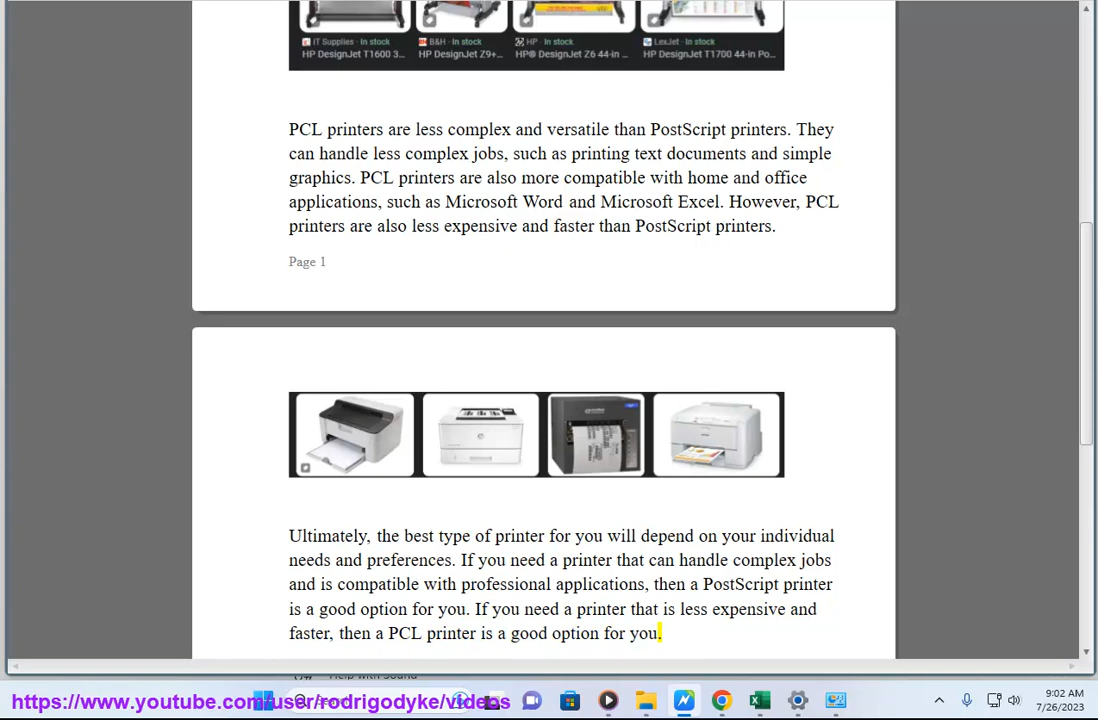 IT Supplies · In stock
B&H · In stock
HP · In stock
LexJet · In stock
HP DesignJet T1600 3...
HP DesignJet Z9+...
HP® DesignJet Z6 44-in ...
HP DesignJet T1700 44-in Po...
PCL printers are less complex and versatile than PostScript printers. They
can handle less complex jobs, such as printing text documents and simple
graphics. PCL printers are also more compatible with home and office
applications, such as Microsoft Word and Microsoft Excel. However, PCL
printers are also less expensive and faster than PostScript printers.
Page 1
Ultimately, the best type of printer for you will depend on your individual
needs and preferences. If you need a printer that can handle complex jobs
and is compatible with professional applications, then a PostScript printer
is a good option for you. If you need a printer that is less expensive and
faster, then a PCL printer is a good option for you.
Help with Sound
https://www.youtube.com/user/rodrigodyke/videos
Search
9:02 AM
7/26/2023